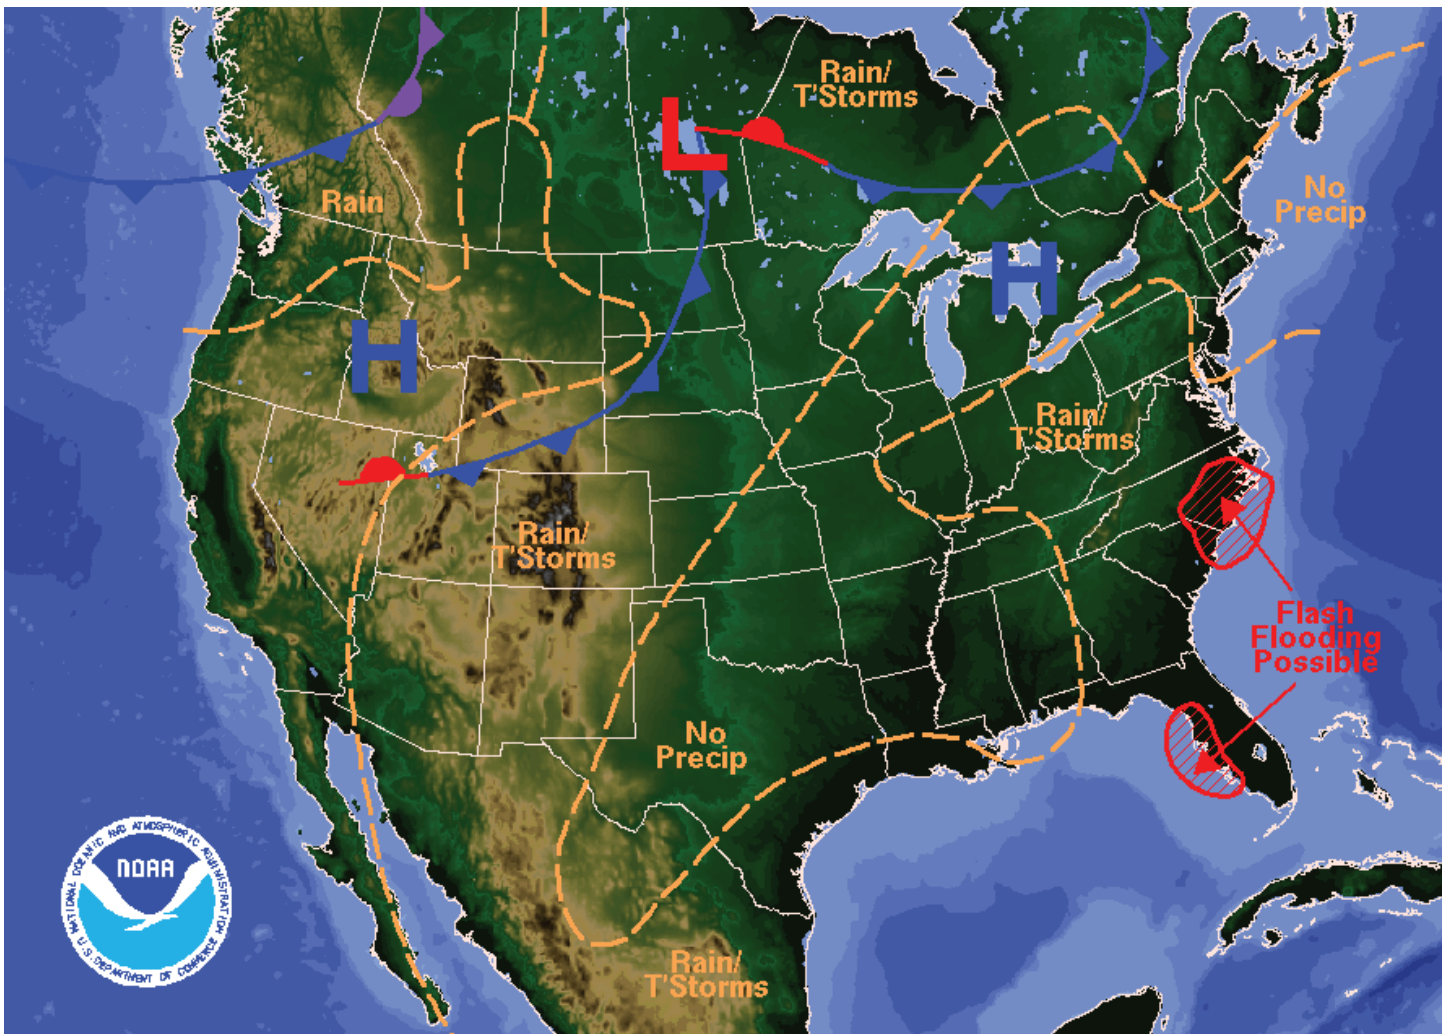 Rain/
T'Storms
L
Rain
No
Precip
H
H
Rain/
T'Storms
Rain/
T'Storms
Flash
Flooding
Possible
No
Precip
Rain/
T'Storms
NATIONAL OCEANIC AND ATMOSPHERIC ADMINISTRATION
NOAA
U.S. DEPARTMENT OF COMMERCE